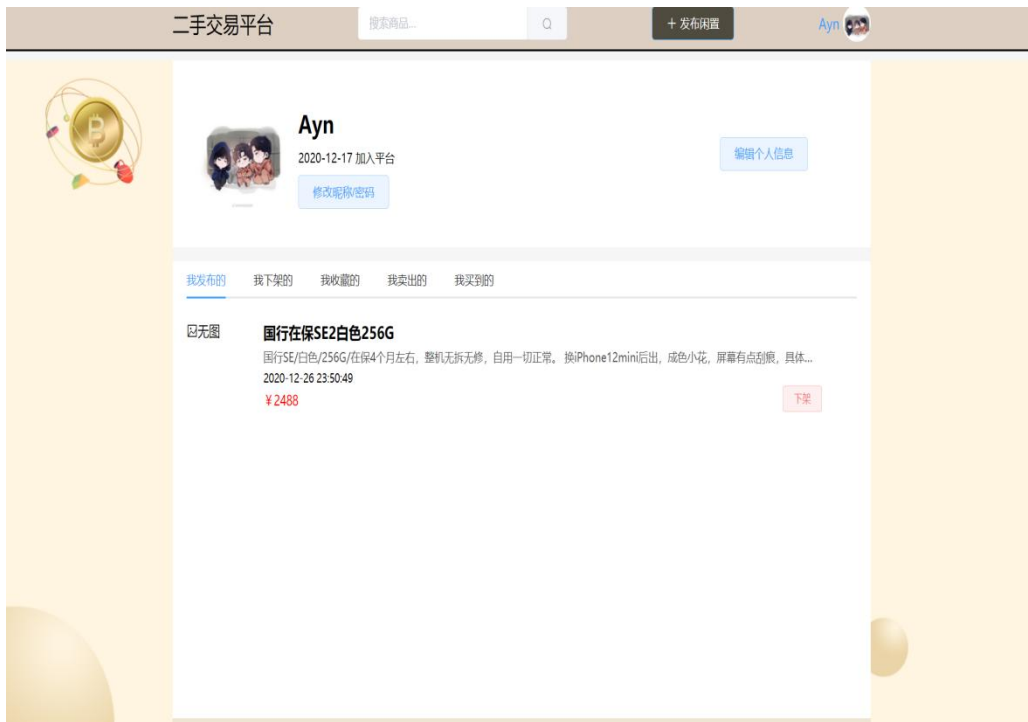 二手交易平台
搜索商品...
+ 发布闲置
Ayn
Ayn
2020-12-17 加入平台
编辑个人信息
修改昵称/密码
我发布的 我下架的 我收藏的 我卖出的 我买到的
无图
国行在保SE2白色256G
国行SE/白色/256G/在保4个月左右，整机无拆无修，自用一切正常。 换iPhone12mini后出，成色小花，屏幕有点刮痕，具体...
2020-12-26 23:50:49
￥2488
下架